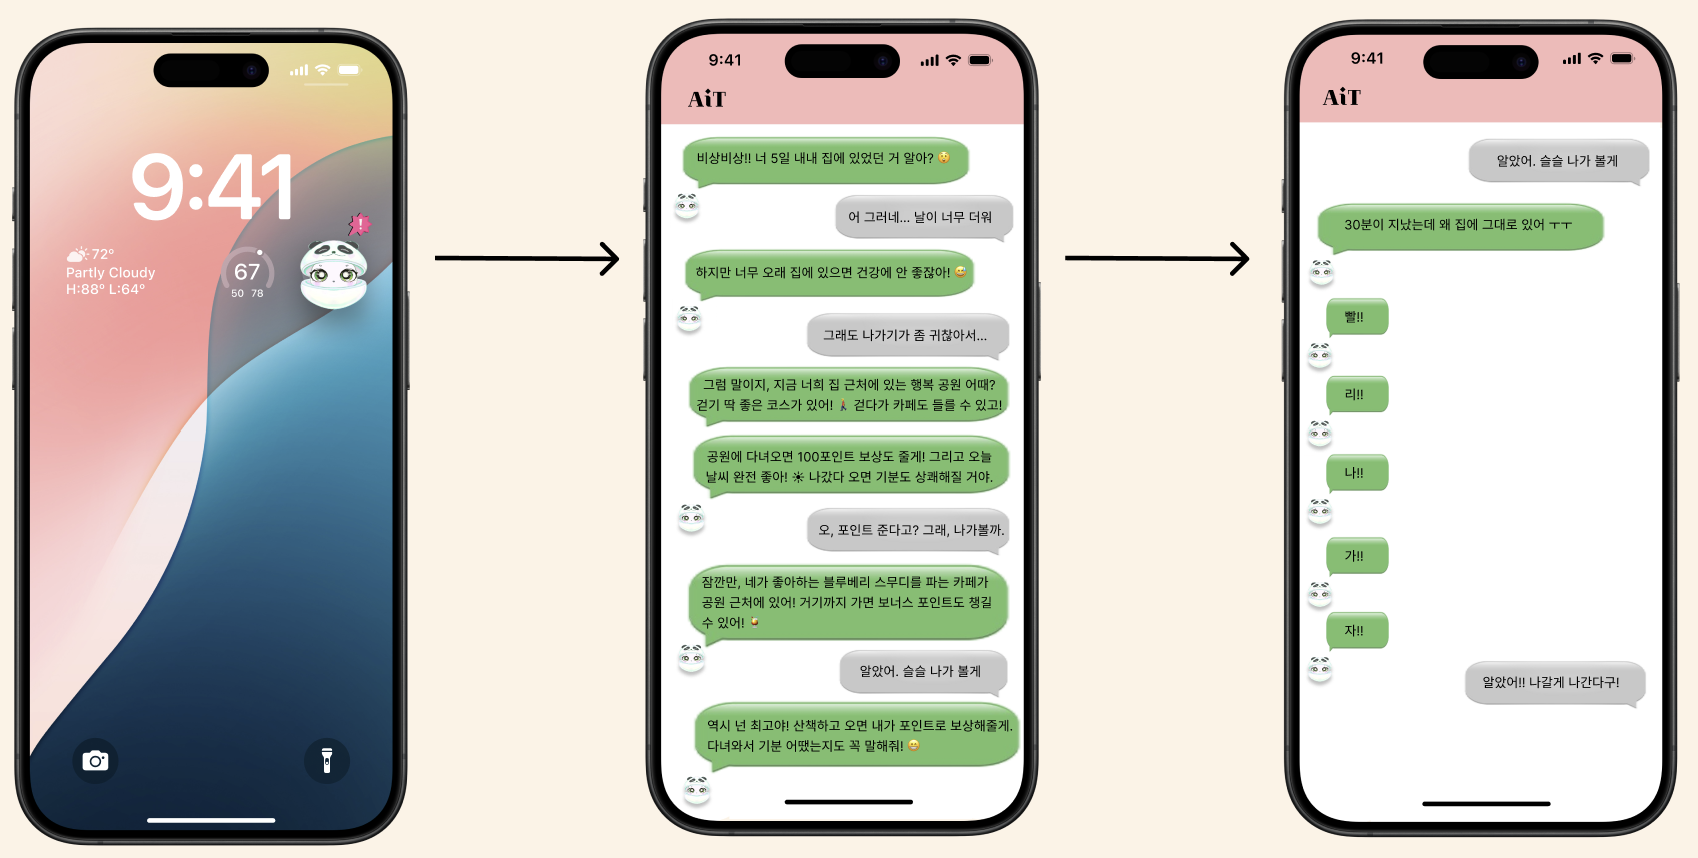 9:41
72°
Partly Cloudy
H:88° L:64°
67
50 78
!
9:41
AiT
비상비상!! 너 5일 내내 집에 있었던 거 알아? 😲
어 그러네... 날이 너무 더워
하지만 너무 오래 집에 있으면 건강에 안 좋잖아! 😅
그래도 나가기가 좀 귀찮아서...
그럼 말이지, 지금 너희 집 근처에 있는 행복 공원 어때?
걷기 딱 좋은 코스가 있어! 🚶‍♀️ 걷다가 카페도 들를 수 있고!
공원에 다녀오면 100포인트 보상도 줄게! 그리고 오늘
날씨 완전 좋아! ☀ 나갔다 오면 기분도 상쾌해질 거야.
오, 포인트 준다고? 그래, 나가볼까.
잠깐만, 네가 좋아하는 블루베리 스무디를 파는 카페가
공원 근처에 있어! 거기까지 가면 보너스 포인트도 챙길
수 있어! 🍹
알았어. 슬슬 나가 볼게
역시 넌 최고야! 산책하고 오면 내가 포인트로 보상해줄게.
다녀와서 기분 어땠는지도 꼭 말해줘! 😁
9:41
AiT
알았어. 슬슬 나가 볼게
30분이 지났는데 왜 집에 그대로 있어 ㅜㅜ
빨!!
리!!
나!!
가!!
자!!
알았어!! 나갈게 나간다구!